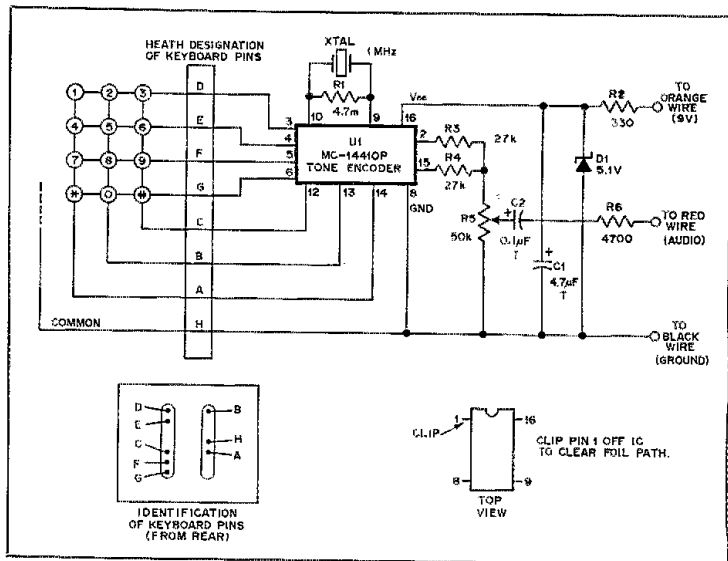 HEATH DESIGNATION
OF KEYBOARD PINS
XTAL
1 MHz
R1
4.7m
10
9
16
Vcc
R2
330
TO
ORANGE
WIRE
(9V)
1
2
3
D
4
5
6
E
7
8
9
F
*
0
#
G
3
4
5
6
U1
MC-14410P
TONE ENCODER
2
R3
27k
15
R4
27k
D1
5.1V
12
13
14
8
GND
C
R5
50k
+
C2
0.1µF
T
R6
4700
TO RED
WIRE
(AUDIO)
B
+
C1
4.7µF
T
A
COMMON
H
TO
BLACK
WIRE
(GROUND)
D
E
C
F
G
B
H
A
IDENTIFICATION
OF KEYBOARD PINS
(FROM REAR)
CLIP
1
16
8
9
TOP
VIEW
CLIP PIN 1 OFF IC
TO CLEAR FOIL PATH.